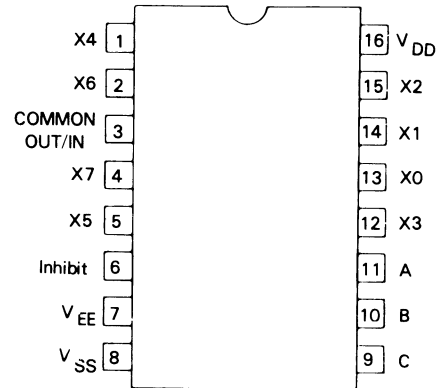 X4 1
X6 2
COMMON
OUT/IN 3
X7 4
X5 5
Inhibit 6
VEE 7
VSS 8
16 VDD
15 X2
14 X1
13 X0
12 X3
11 A
10 B
9 C